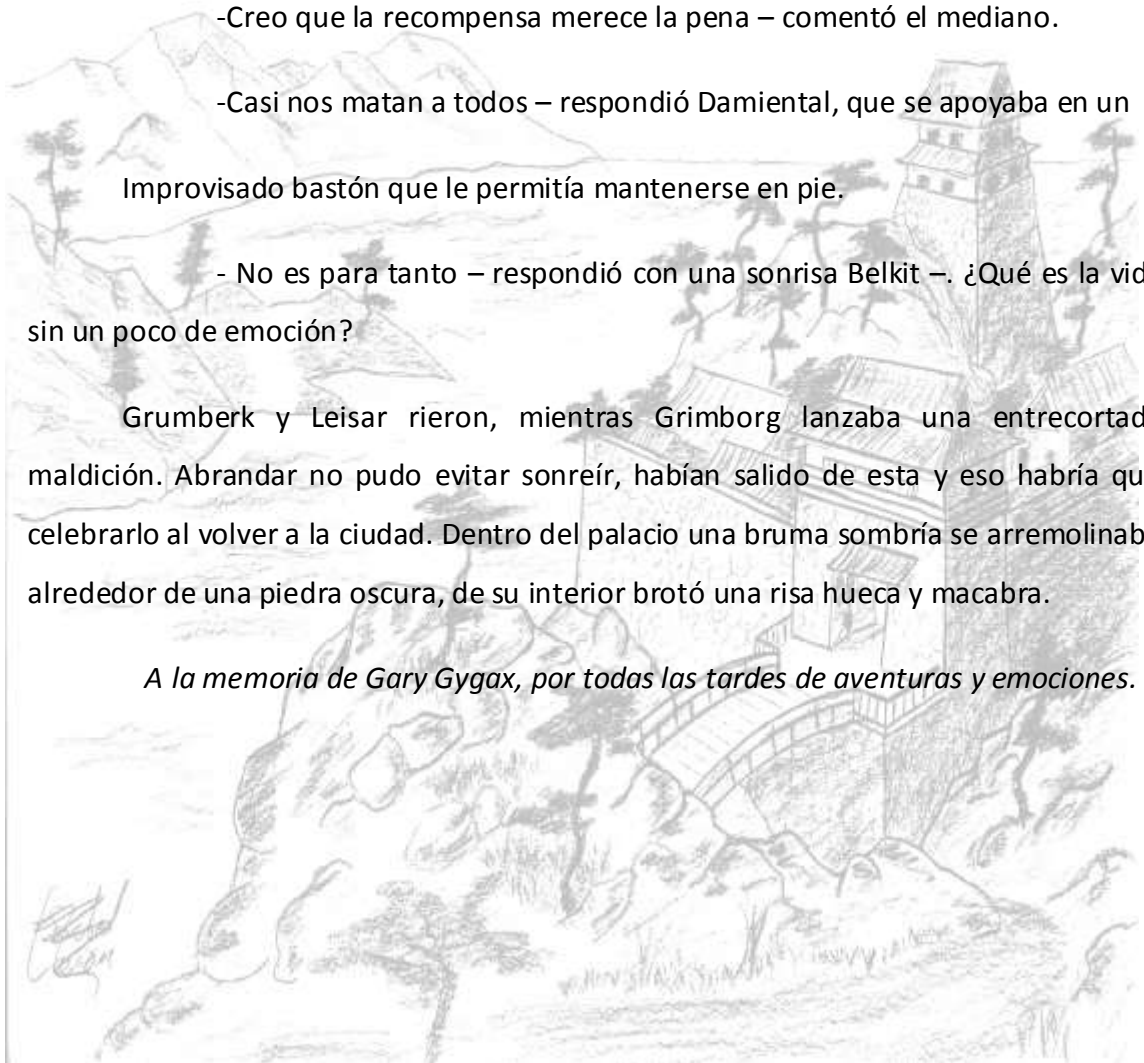 -Creo que la recompensa merece la pena – comentó el mediano.
-Casi nos matan a todos – respondió Damiental, que se apoyaba en un
Improvisado bastón que le permitía mantenerse en pie.
- No es para tanto – respondió con una sonrisa Belkit –. ¿Qué es la vid
sin un poco de emoción?
Grumberk y Leisar rieron, mientras Grimborg lanzaba una entrecortad
maldición. Abrandar no pudo evitar sonreír, habían salido de esta y eso habría qu
celebrarlo al volver a la ciudad. Dentro del palacio una bruma sombría se arremolinab
alrededor de una piedra oscura, de su interior brotó una risa hueca y macabra.
A la memoria de Gary Gygax, por todas las tardes de aventuras y emociones.